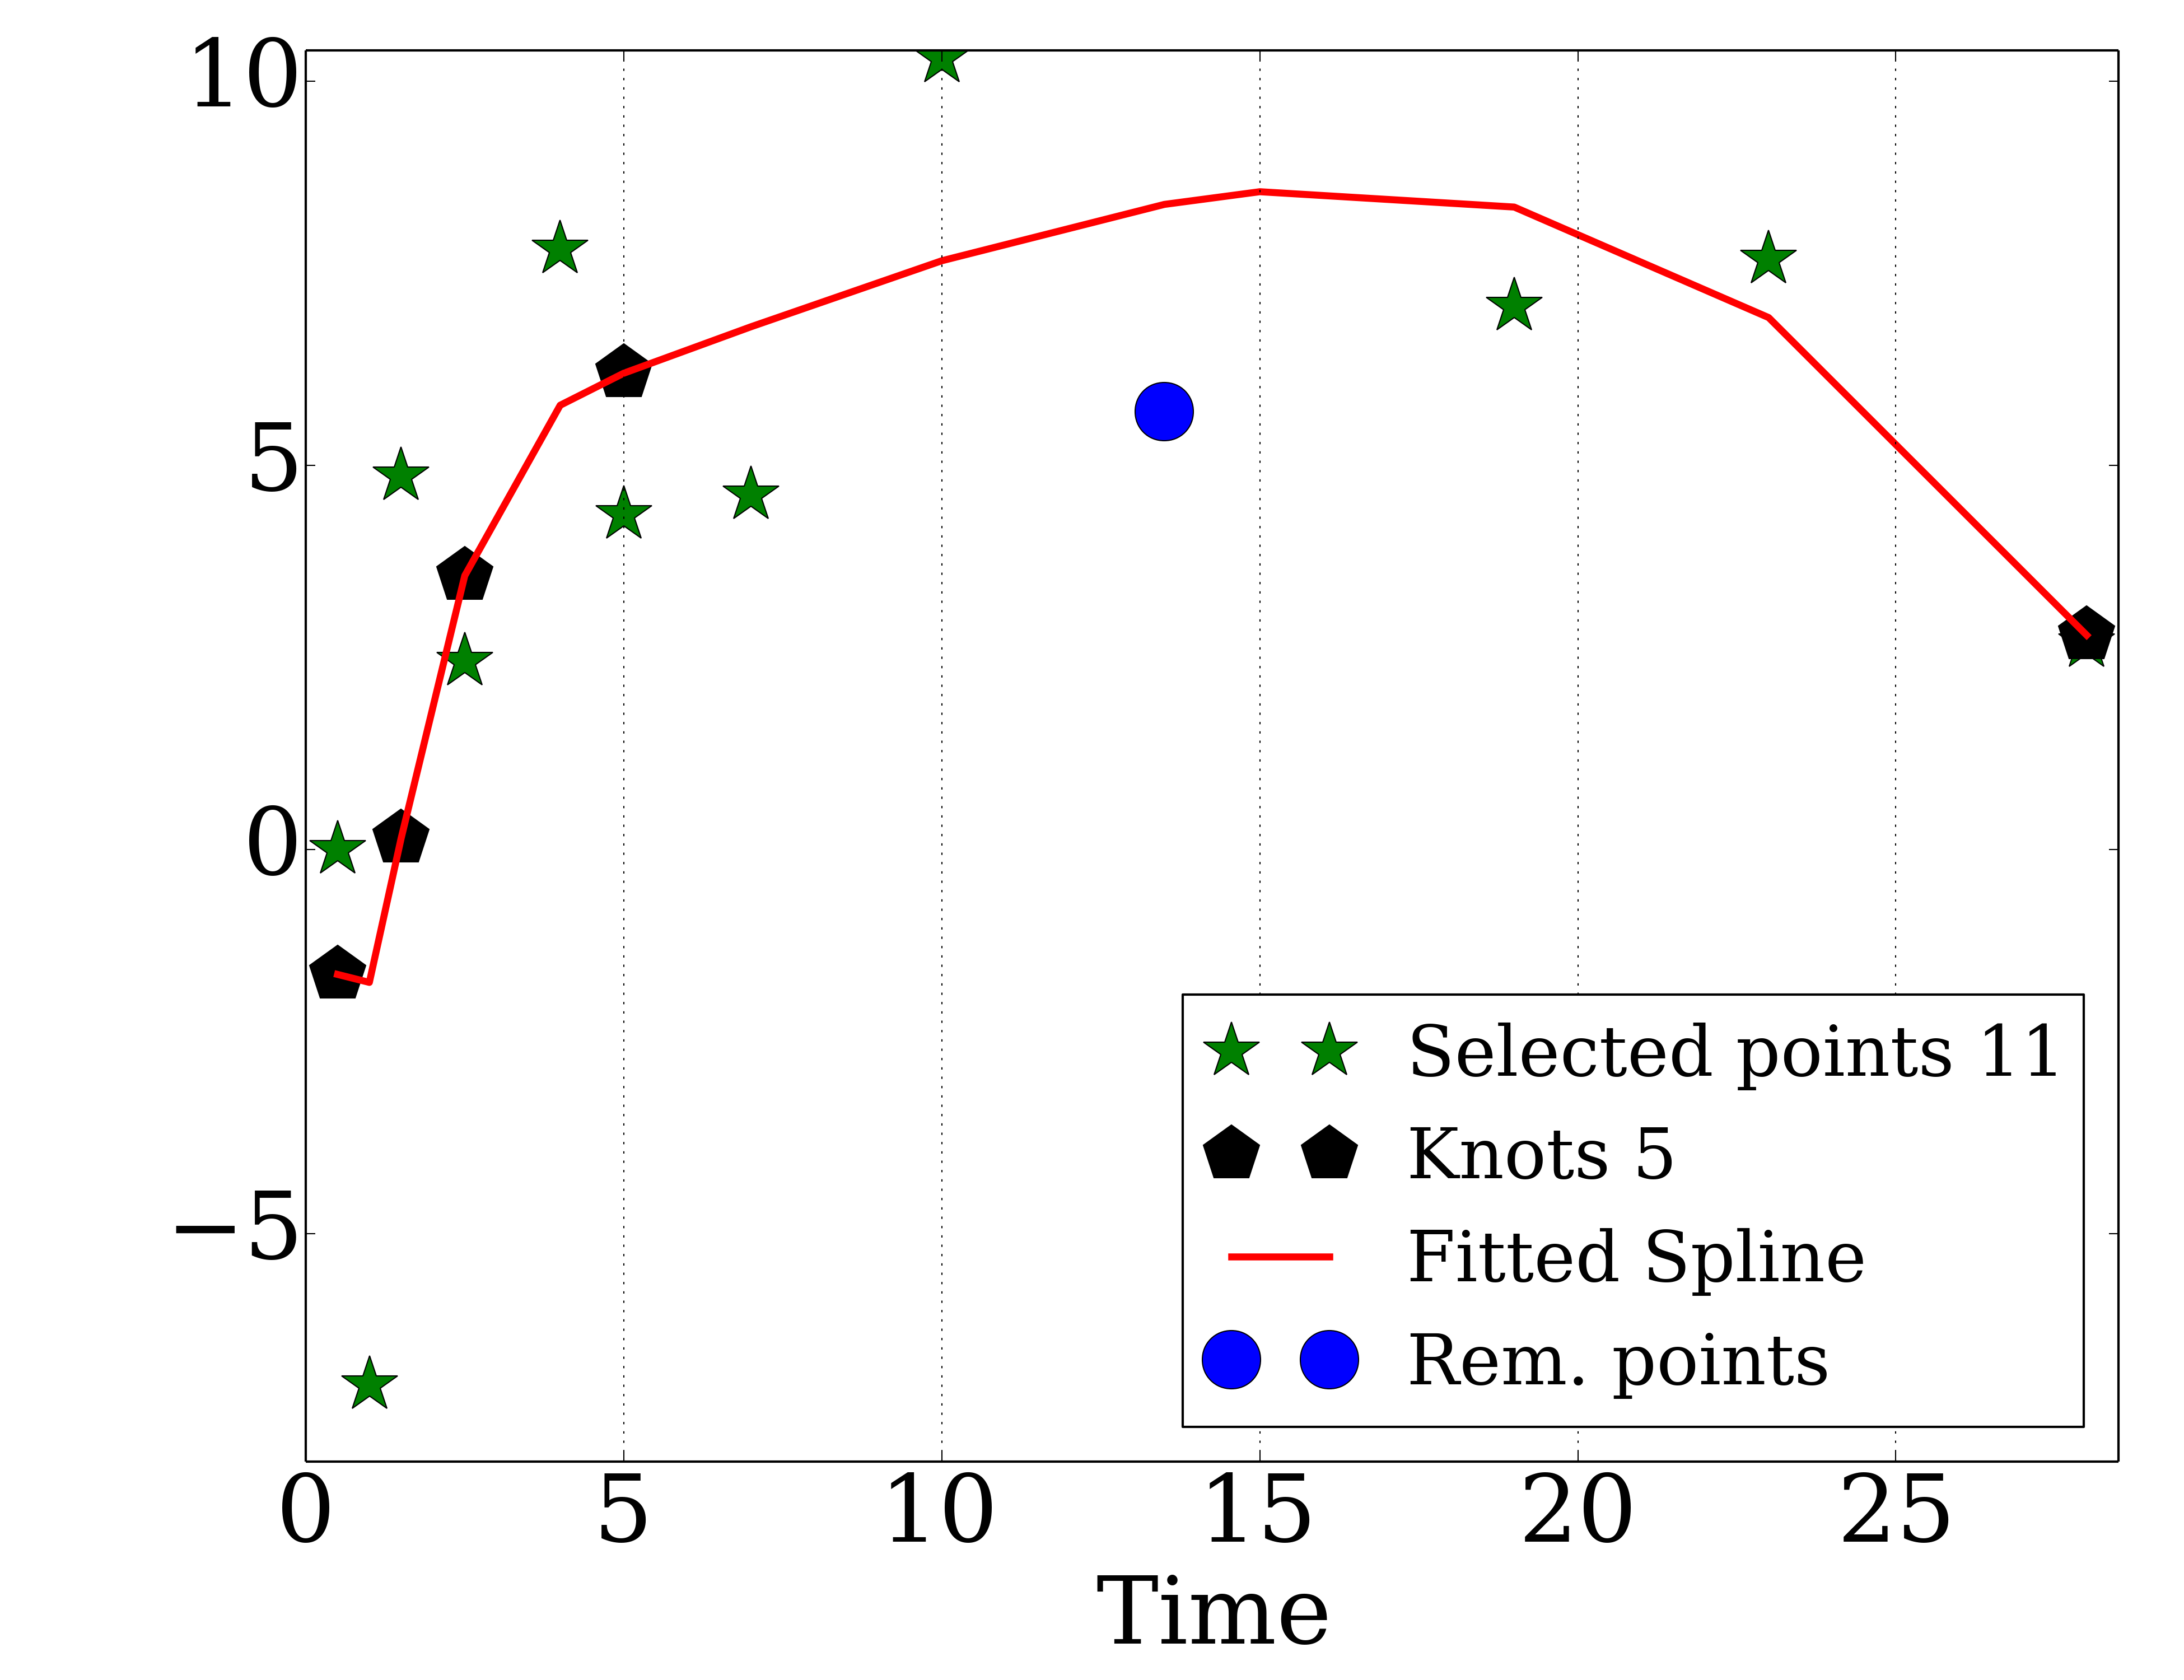 10
5
0
−5
0 5 10 15 20 25
Time
Selected points 11
Knots 5
Fitted Spline
Rem. points